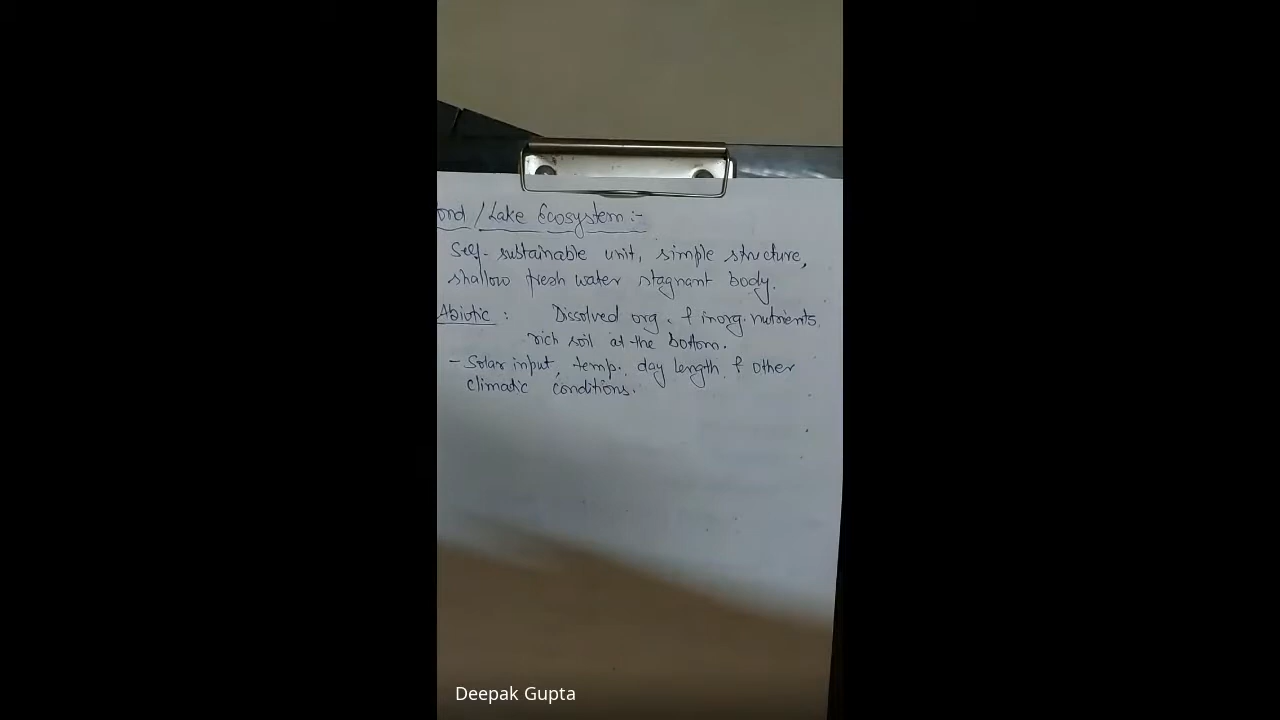 ond / Lake Ecosystem :-
Self-sustainable unit, simple structure,
shallow fresh water stagnant body.
Abiotic : Dissolved org. & inorg. nutrients,
rich soil at the bottom.
- Solar input, temp., day length, & other
climatic conditions.
Deepak Gupta